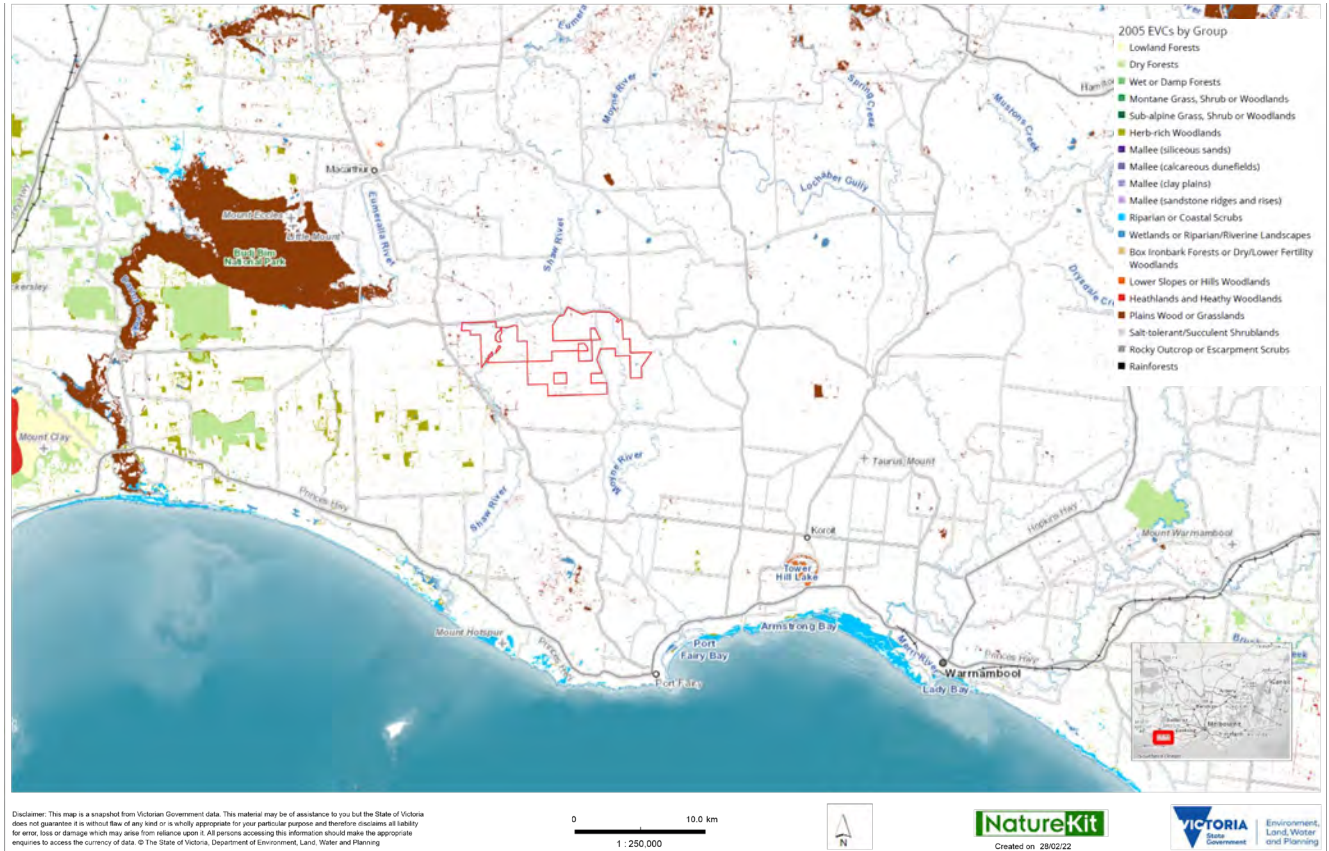 2005 EVCs by Group
Lowland Forests
Dry Forests
Wet or Damp Forests
Montane Grass, Shrub or Woodlands
Sub-alpine Grass, Shrub or Woodlands
Herb-rich Woodlands
Mallee (siliceous sands)
Mallee (calcareous dunefields)
Mallee (clay plains)
Mallee (sandstone ridges and rises)
Riparian or Coastal Scrubs
Wetlands or Riparian/Riverine Landscapes
Box Ironbark Forests or Dry/Lower Fertility
Woodlands
Lower Slopes or Hills Woodlands
Heathlands and Heathy Woodlands
Plains Wood or Grasslands
Salt-tolerant/Succulent Shrublands
Rocky Outcrop or Escarpment Scrubs
Rainforests
Moyne River
Spring Creek
Mustons Creek
Macarthur
Lochaber Gully
Mount Eccles
Little Mount
Eumeralla River
Budj Bim
National Park
Shaw River
Mount Clay
Moyne River
Taurus Mount
Princes Hwy
Shaw River
Koroit
Hopkins Hwy
Mount Warrnambool
Tower
Hill Lake
Armstrong Bay
Mount Hotspur
Port
Fairy Bay
Merri River
Princes Hwy
Port Fairy
Warrnambool
Lady Bay
Melbourne
Disclaimer: This map is a snapshot from Victorian Government data. This material may be of assistance to you but the State of Victoria
does not guarantee it is without flaw of any kind or is wholly appropriate for your particular purpose and therefore disclaims all liability
for error, loss or damage which may arise from reliance upon it. All persons accessing this information should make the appropriate
enquiries to access the currency of data. © The State of Victoria, Department of Environment, Land, Water and Planning
0 10.0 km
1 : 250,000
N
NatureKit
Created on 28/02/22
VICTORIA
State
Government
Environment,
Land, Water
and Planning